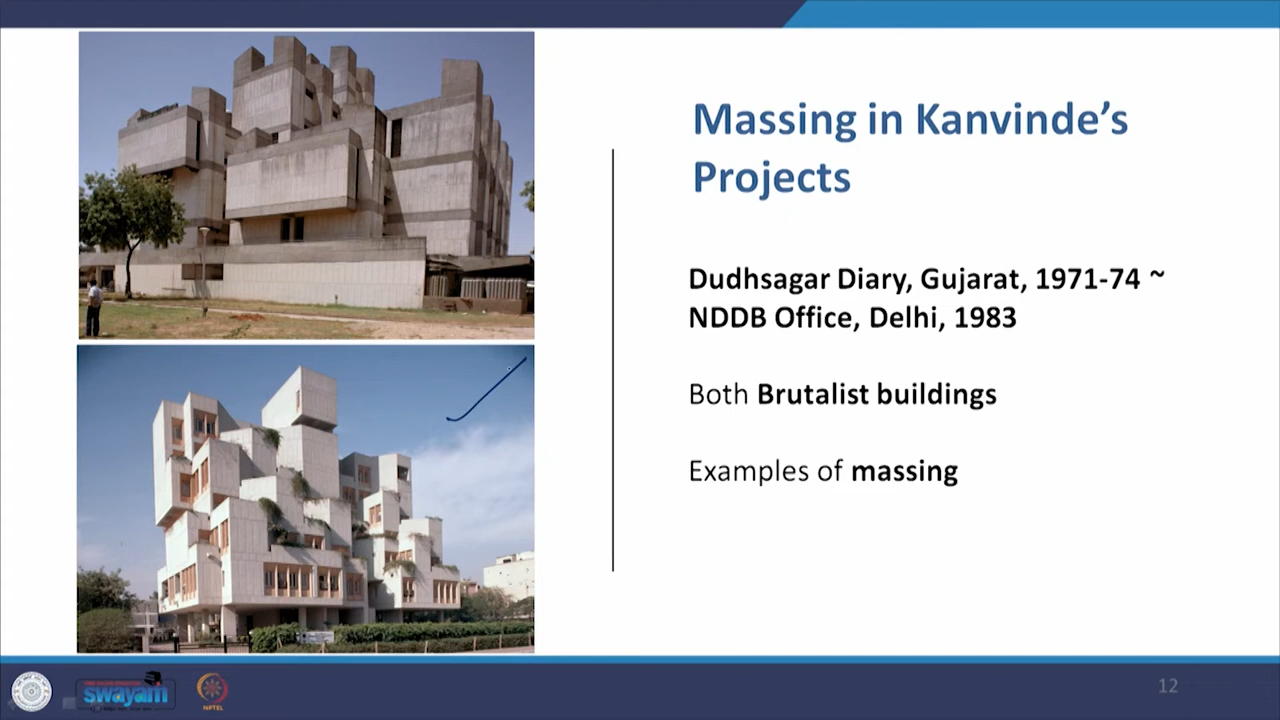 Massing in Kanvinde's
Projects
Dudhsagar Diary, Gujarat, 1971-74 ~
NDDB Office, Delhi, 1983
Both Brutalist buildings
Examples of massing
swayam
NPTEL
12